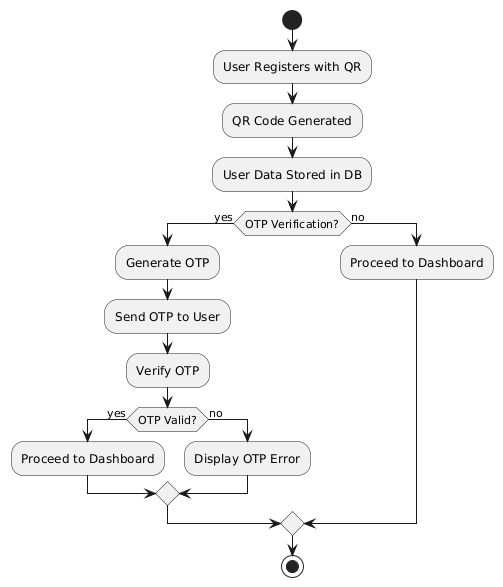 User Registers with QR
QR Code Generated
User Data Stored in DB
yes
OTP Verification?
no
Generate OTP
Proceed to Dashboard
Send OTP to User
Verify OTP
yes
OTP Valid?
no
Proceed to Dashboard
Display OTP Error